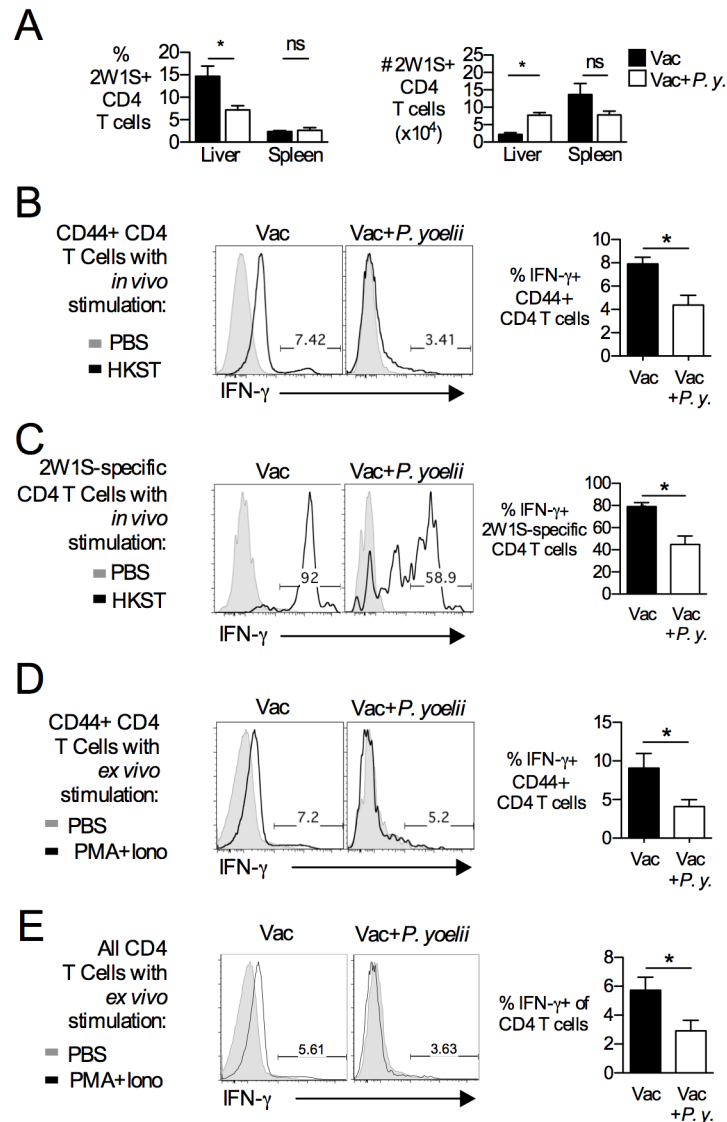 A
%
2W1S+
CD4
T cells
20
15
10
5
0
*
ns
Liver
Spleen
#2W1S+
CD4
T cells
(x10⁴)
25
20
15
10
5
0
*
ns
Liver
Spleen
Vac
Vac+P. y.
B
CD44+ CD4
T Cells with
in vivo
stimulation:
PBS
HKST
Vac
Vac+P. yoelii
7.42
3.41
IFN-γ
% IFN-γ+
CD44+
CD4 T cells
10
8
6
4
2
0
*
Vac
Vac
+P. y.
C
2W1S-specific
CD4 T Cells with
in vivo
stimulation:
PBS
HKST
Vac
Vac+P. yoelii
92
58.9
IFN-γ
% IFN-γ+
2W1S-specific
CD4 T cells
100
80
60
40
20
0
*
Vac
Vac
+P. y.
D
CD44+ CD4
T Cells with
ex vivo
stimulation:
PBS
PMA+Iono
Vac
Vac+P. yoelii
7.2
5.2
IFN-γ
% IFN-γ+
CD44+
CD4 T cells
15
10
5
0
*
Vac
Vac
+P. y.
E
All CD4
T Cells with
ex vivo
stimulation:
PBS
PMA+Iono
Vac
Vac+P. yoelii
5.61
3.63
IFN-γ
% IFN-γ+ of
CD4 T cells
8
6
4
2
0
*
Vac
Vac
+P. y.